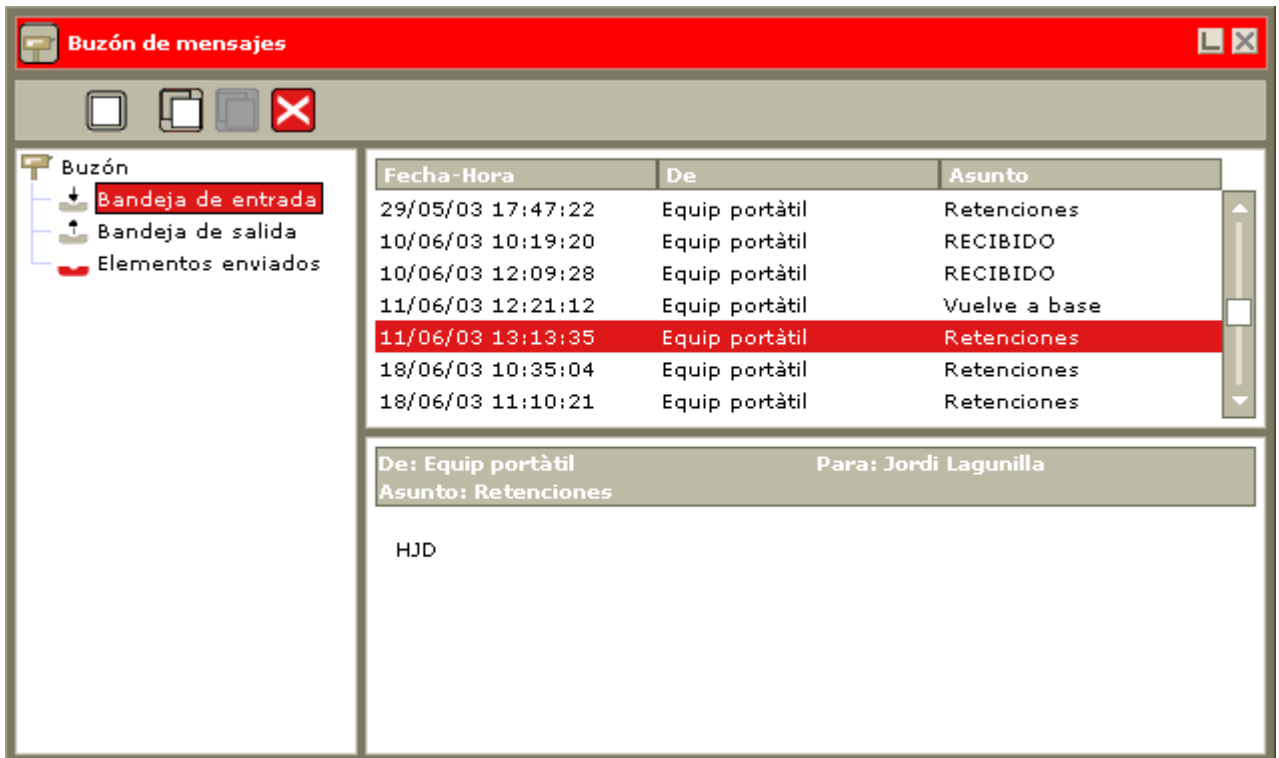 Buzón de mensajes
Buzón
Bandeja de entrada
Bandeja de salida
Elementos enviados
Fecha-Hora De Asunto
29/05/03 17:47:22 Equip portàtil Retenciones
10/06/03 10:19:20 Equip portàtil RECIBIDO
10/06/03 12:09:28 Equip portàtil RECIBIDO
11/06/03 12:21:12 Equip portàtil Vuelve a base
11/06/03 13:13:35 Equip portàtil Retenciones
18/06/03 10:35:04 Equip portàtil Retenciones
18/06/03 11:10:21 Equip portàtil Retenciones
De: Equip portàtil Para: Jordi Lagunilla
Asunto: Retenciones
HJD